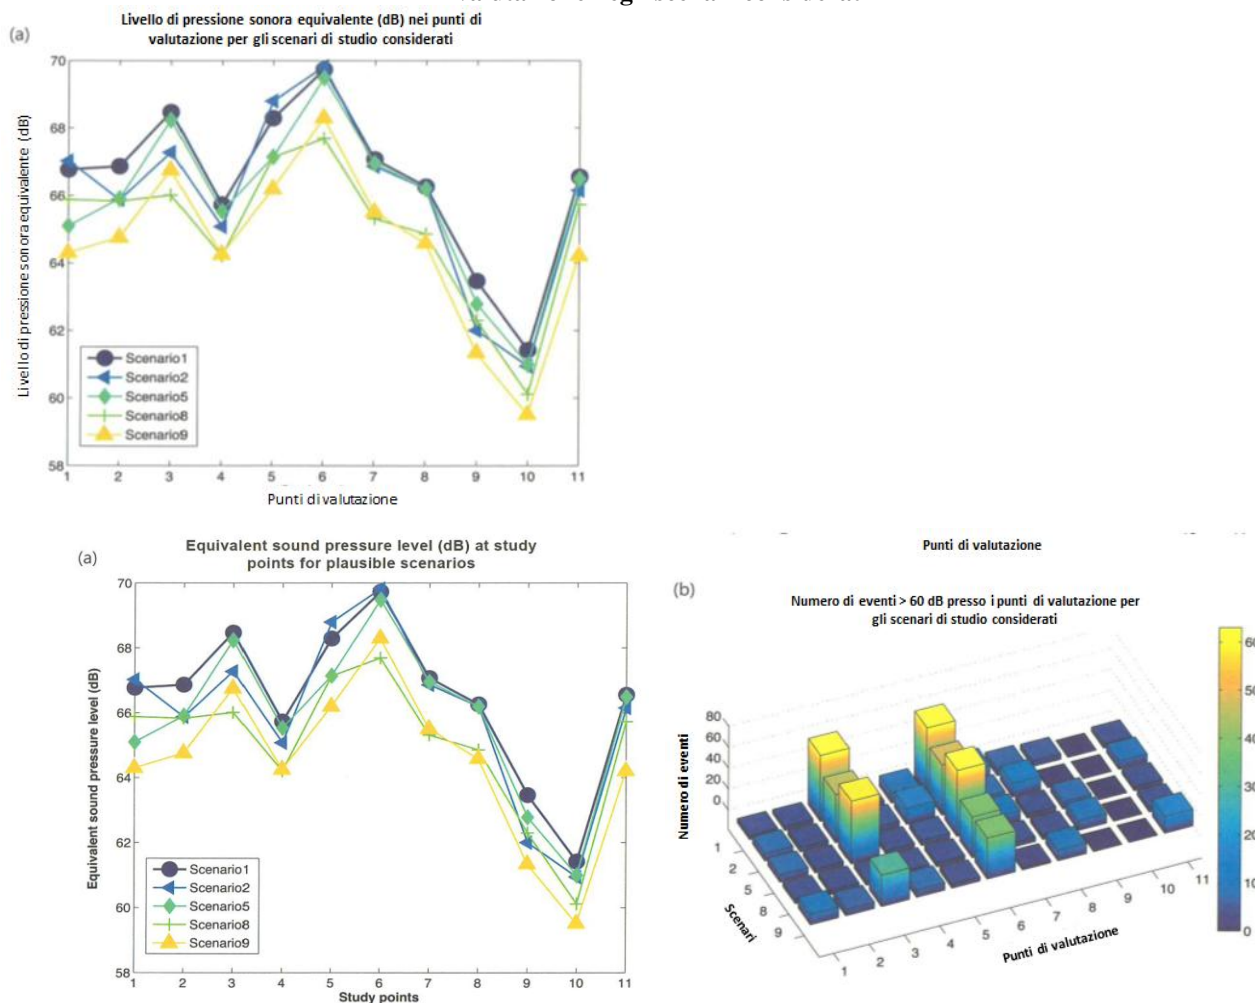 (a)
Livello di pressione sonora equivalente (dB) nei punti di
valutazione per gli scenari di studio considerati
Livello di pressione sonora equivalente (dB)
70
68
66
64
62
60
58
Scenario1
Scenario2
Scenario5
Scenario8
Scenario9
1 2 3 4 5 6 7 8 9 10 11
Punti di valutazione
(a)
Equivalent sound pressure level (dB) at study
points for plausible scenarios
Equivalent sound pressure level (dB)
70
68
66
64
62
60
58
Scenario1
Scenario2
Scenario5
Scenario8
Scenario9
1 2 3 4 5 6 7 8 9 10 11
Study points
Punti di valutazione
(b)
Numero di eventi > 60 dB presso i punti di valutazione per
gli scenari di studio considerati
Numero di eventi
80
60
40
20
0
1
2
5
8
9
Scenari
1 2 3 4 5 6 7 8 9 10 11
Punti di valutazione
60
50
40
30
20
10
0